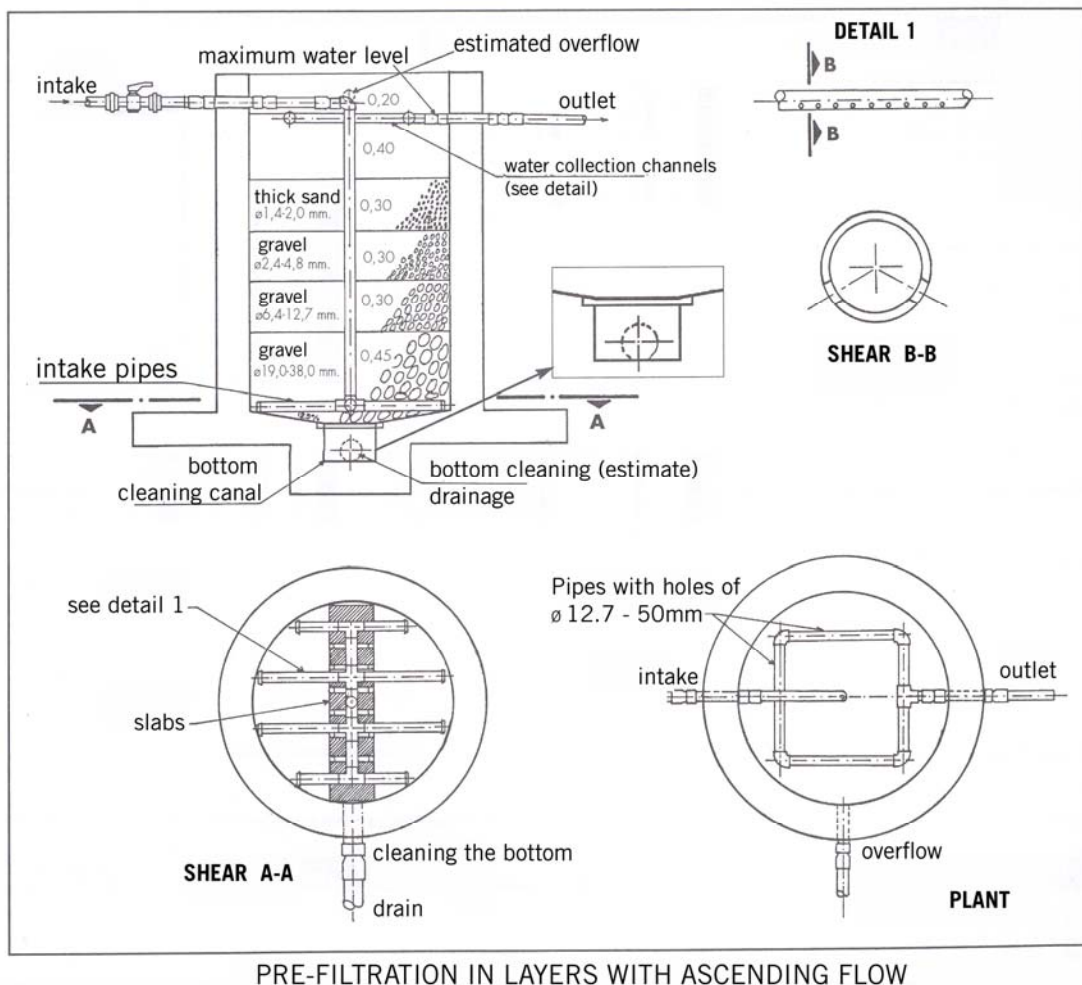 DETAIL 1
estimated overflow
maximum water level
intake
0,20
outlet
B
B
0,40
water collection channels
(see detail)
thick sand
ø1,4-2,0 mm.
0,30
gravel
ø2,4-4,8 mm.
0,30
gravel
ø6,4-12,7 mm.
0,30
gravel
ø19,0-38,0 mm.
0,45
SHEAR B-B
intake pipes
A
A
bottom
cleaning canal
bottom cleaning (estimate)
drainage
see detail 1
slabs
cleaning the bottom
SHEAR A-A
drain
Pipes with holes of
ø 12.7 - 50mm
intake
outlet
overflow
PLANT
PRE-FILTRATION IN LAYERS WITH ASCENDING FLOW